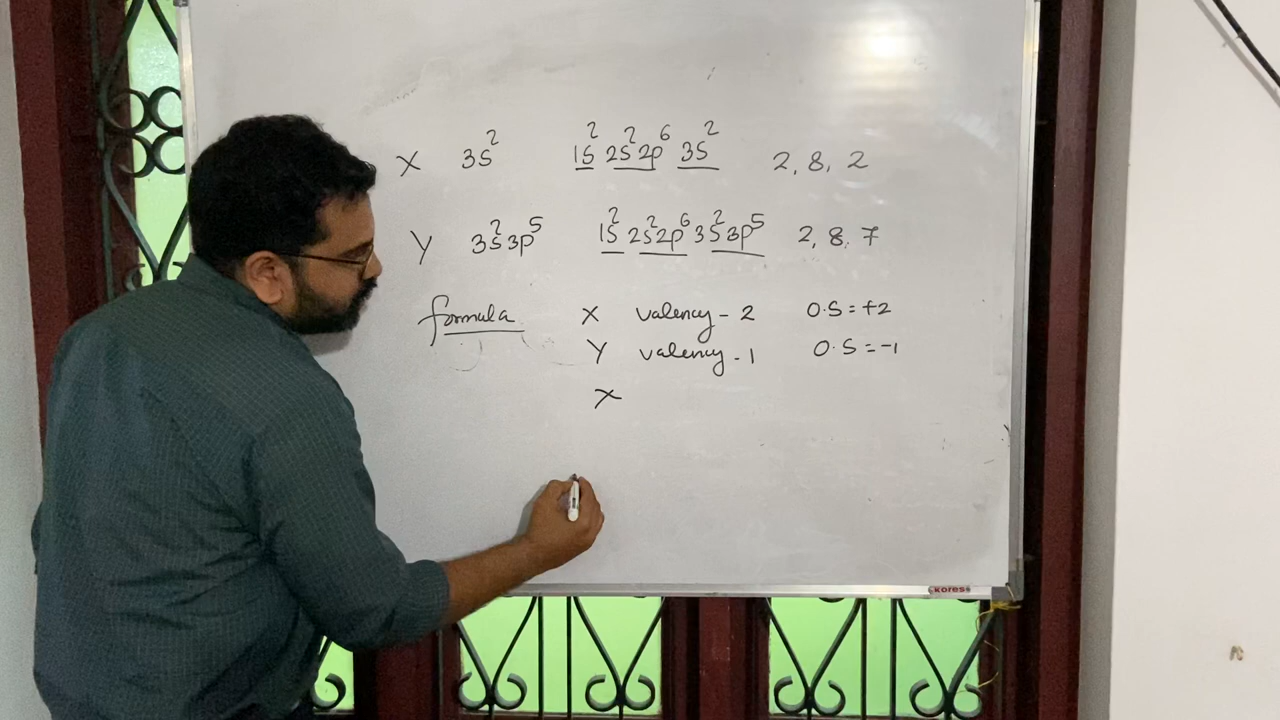 X 3S² 1S² 2S² 2p⁶ 3S² 2, 8, 2
Y 3S² 3p⁵ 1S² 2S² 2p⁶ 3S² 3p⁵ 2, 8, 7
formula X valency - 2 O.S = +2
Y valency - 1 O.S = -1
X
kores